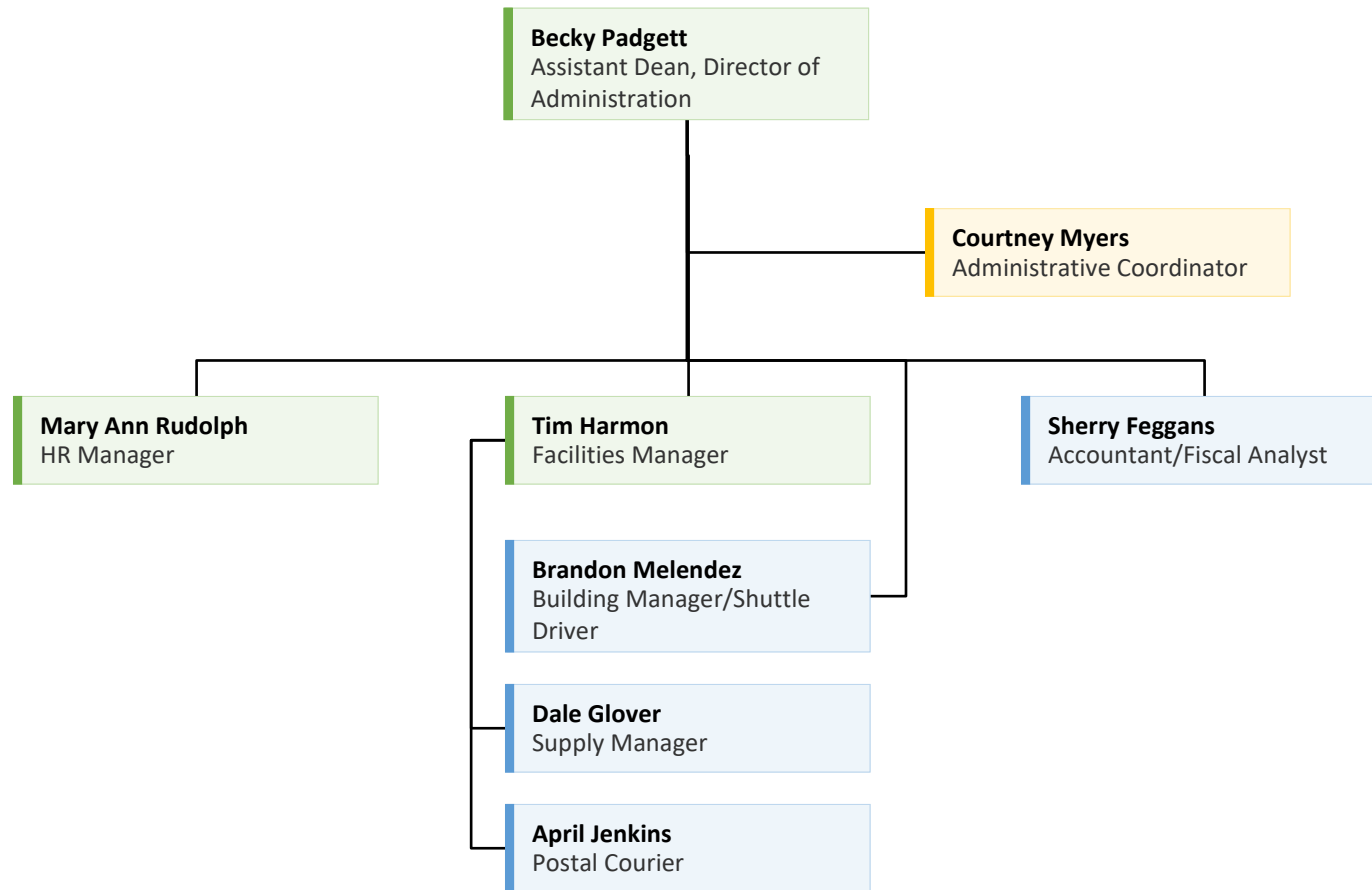 Becky Padgett
Assistant Dean, Director of
Administration
Courtney Myers
Administrative Coordinator
Mary Ann Rudolph
HR Manager
Tim Harmon
Facilities Manager
Sherry Feggans
Accountant/Fiscal Analyst
Brandon Melendez
Building Manager/Shuttle
Driver
Dale Glover
Supply Manager
April Jenkins
Postal Courier